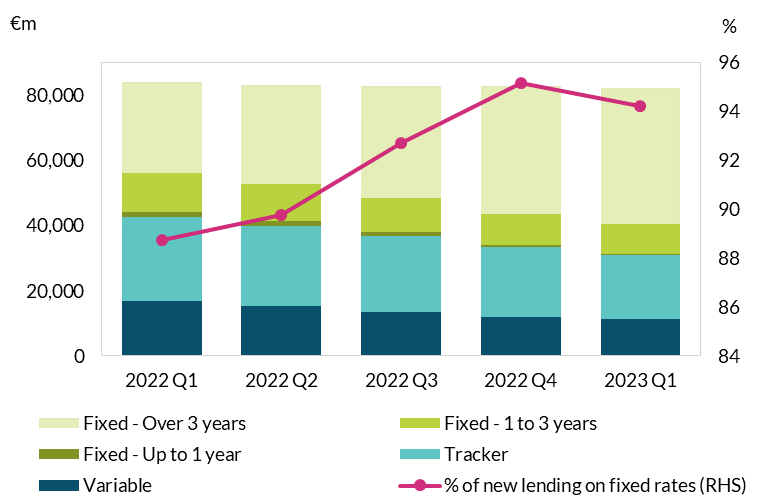 €m
%
96
80,000
94
60,000
92
40,000
90
88
20,000
86
0
84
2022 Q1 2022 Q2 2022 Q3 2022 Q4 2023 Q1
Fixed - Over 3 years Fixed - 1 to 3 years
Fixed - Up to 1 year Tracker
Variable % of new lending on fixed rates (RHS)